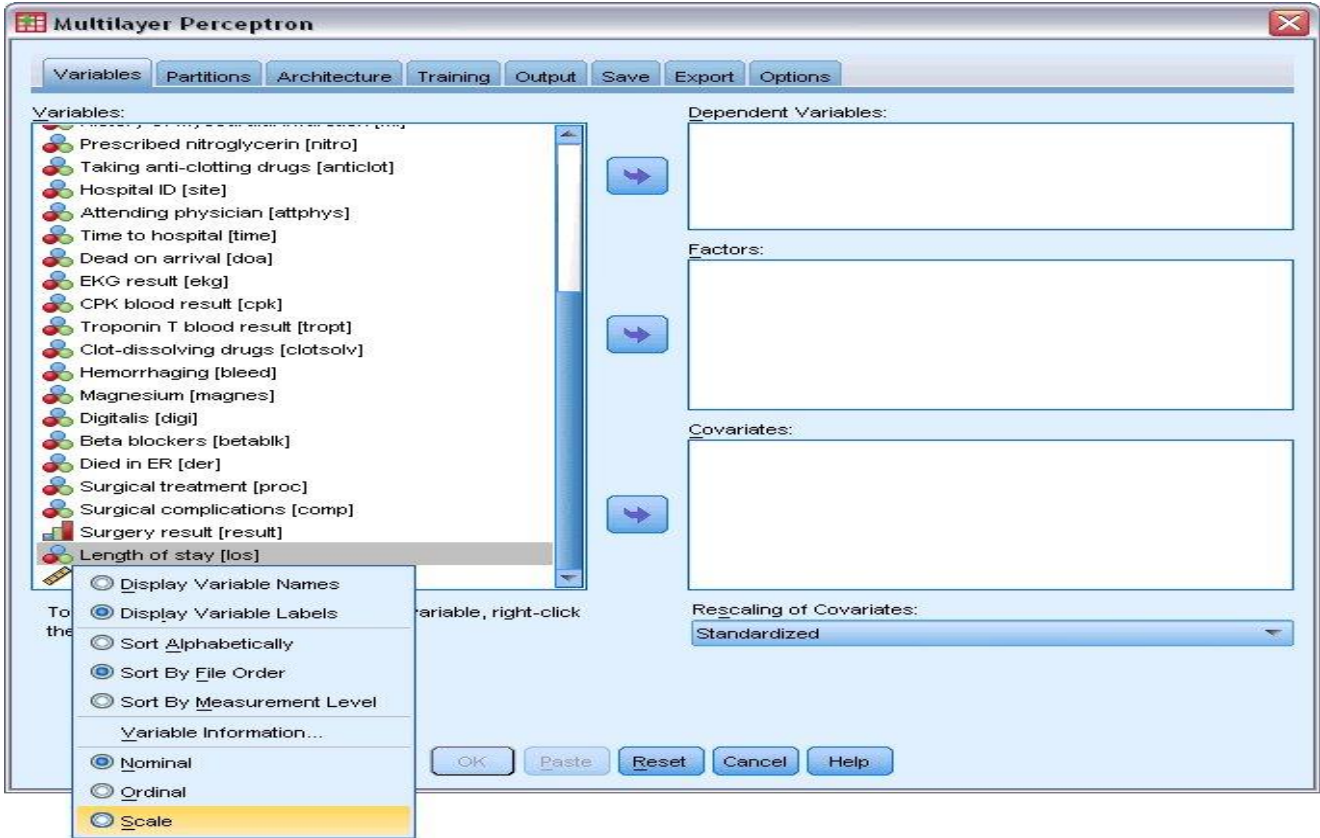 Multilayer Perceptron
Variables Partitions Architecture Training Output Save Export Options
Variables:
Prescribed nitroglycerin [nitro]
Taking anti-clotting drugs [anticlot]
Hospital ID [site]
Attending physician [attphys]
Time to hospital [time]
Dead on arrival [doa]
EKG result [ekg]
CPK blood result [cpk]
Troponin T blood result [tropt]
Clot-dissolving drugs [clotsolv]
Hemorrhaging [bleed]
Magnesium [magnes]
Digitalis [digi]
Beta blockers [betablk]
Died in ER [der]
Surgical treatment [proc]
Surgical complications [comp]
Surgery result [result]
Length of stay [los]
Display Variable Names
Display Variable Labels
Sort Alphabetically
Sort By File Order
Sort By Measurement Level
Variable Information...
Nominal
Ordinal
Scale
To ariable, right-click
the
Dependent Variables:
Factors:
Covariates:
Rescaling of Covariates:
Standardized
OK Paste Reset Cancel Help